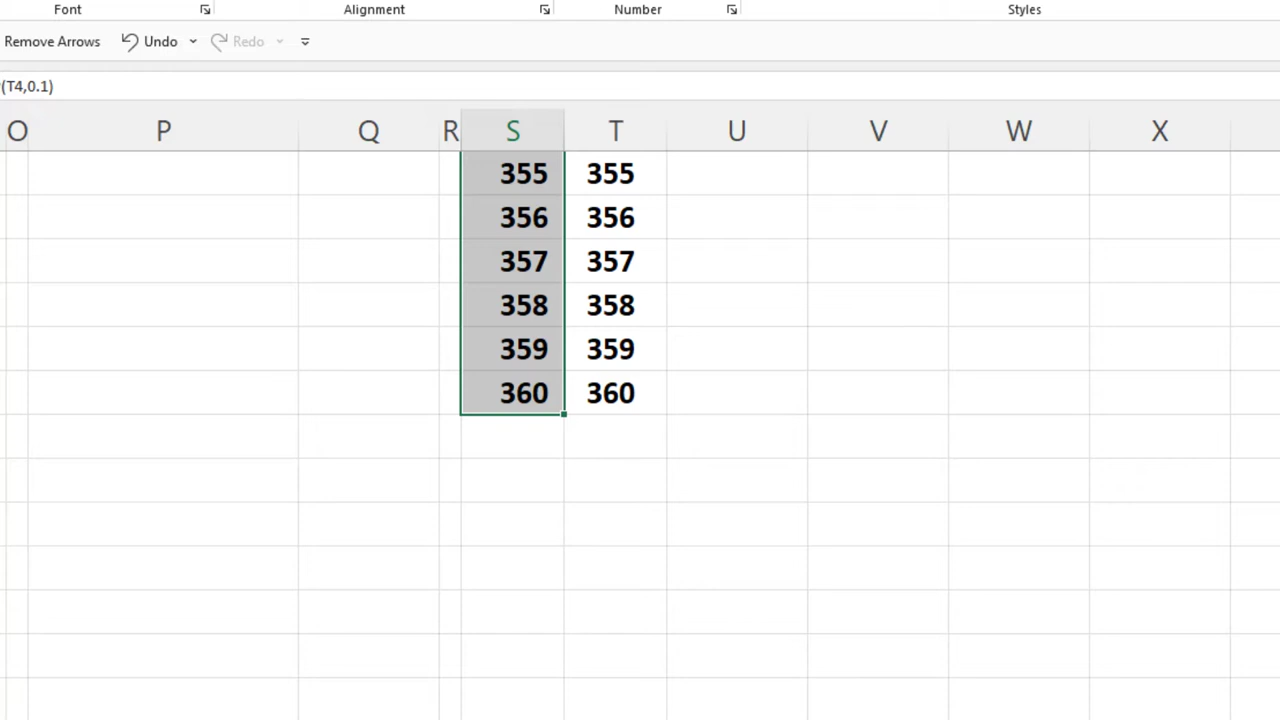 Font Alignment Number Styles
Remove Arrows Undo Redo
(T4,0.1)
O P Q R S T U V W X
355 355
356 356
357 357
358 358
359 359
360 360